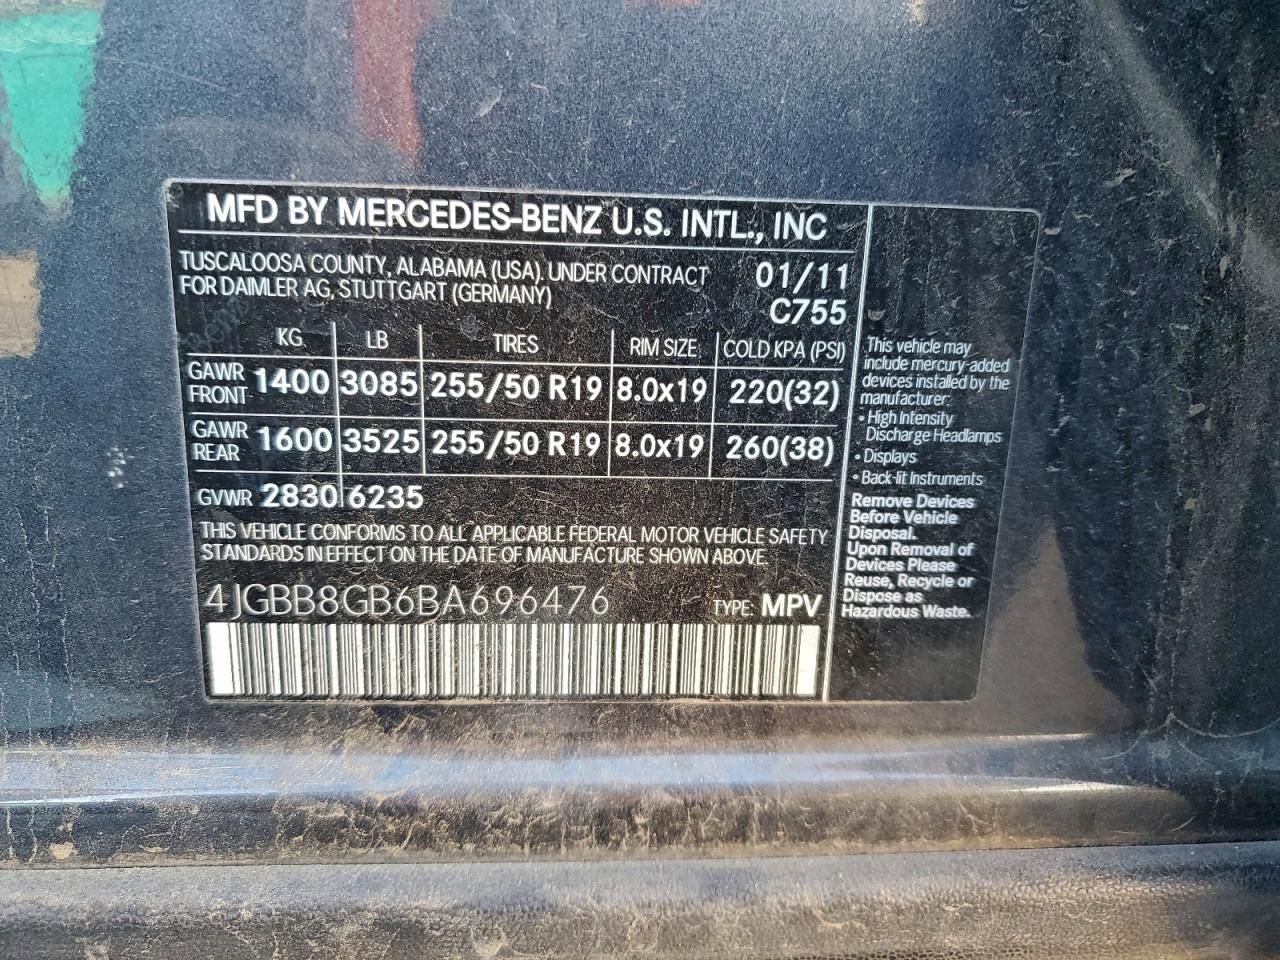 MFD BY MERCEDES-BENZ U.S. INTL., INC
TUSCALOOSA COUNTY, ALABAMA (USA), UNDER CONTRACT
FOR DAIMLER AG, STUTTGART (GERMANY)
01/11
C755
KG LB TIRES RIM SIZE COLD KPA (PSI)
GAWR FRONT 1400 3085 255/50 R19 8.0x19 220(32)
GAWR REAR 1600 3525 255/50 R19 8.0x19 260(38)
GVWR 2830 6235
THIS VEHICLE CONFORMS TO ALL APPLICABLE FEDERAL MOTOR VEHICLE SAFETY
STANDARDS IN EFFECT ON THE DATE OF MANUFACTURE SHOWN ABOVE.
4JGBB8GB6BA696476 TYPE: MPV
This vehicle may
include mercury-added
devices installed by the
manufacturer:
• High Intensity
Discharge Headlamps
• Displays
• Back-lit Instruments
Remove Devices
Before Vehicle
Disposal.
Upon Removal of
Devices Please
Reuse, Recycle or
Dispose as
Hazardous Waste.